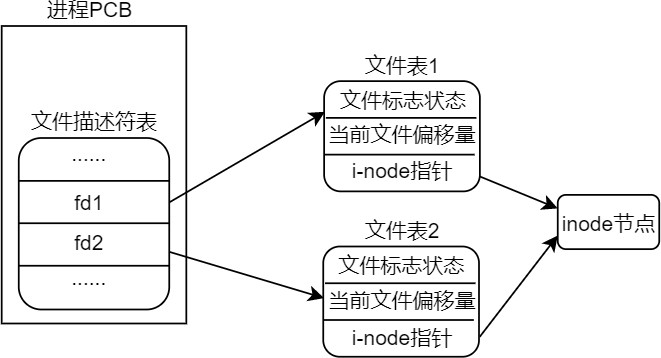 进程PCB
文件描述符表
······
fd1
fd2
······
文件表1
文件标志状态
当前文件偏移量
i-node指针
文件表2
文件标志状态
当前文件偏移量
i-node指针
inode节点